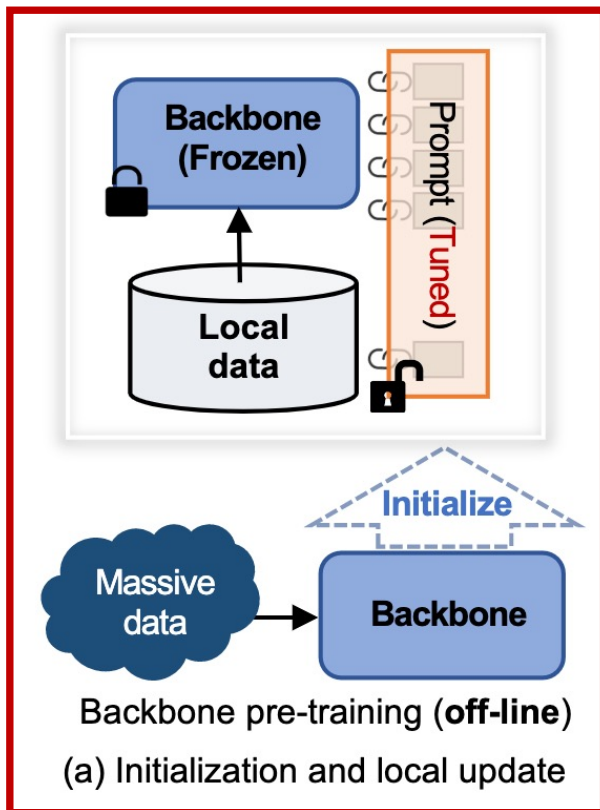 Backbone
(Frozen)
Prompt (Tuned)
Local
data
Initialize
Massive
data
Backbone
Backbone pre-training (off-line)
(a) Initialization and local update